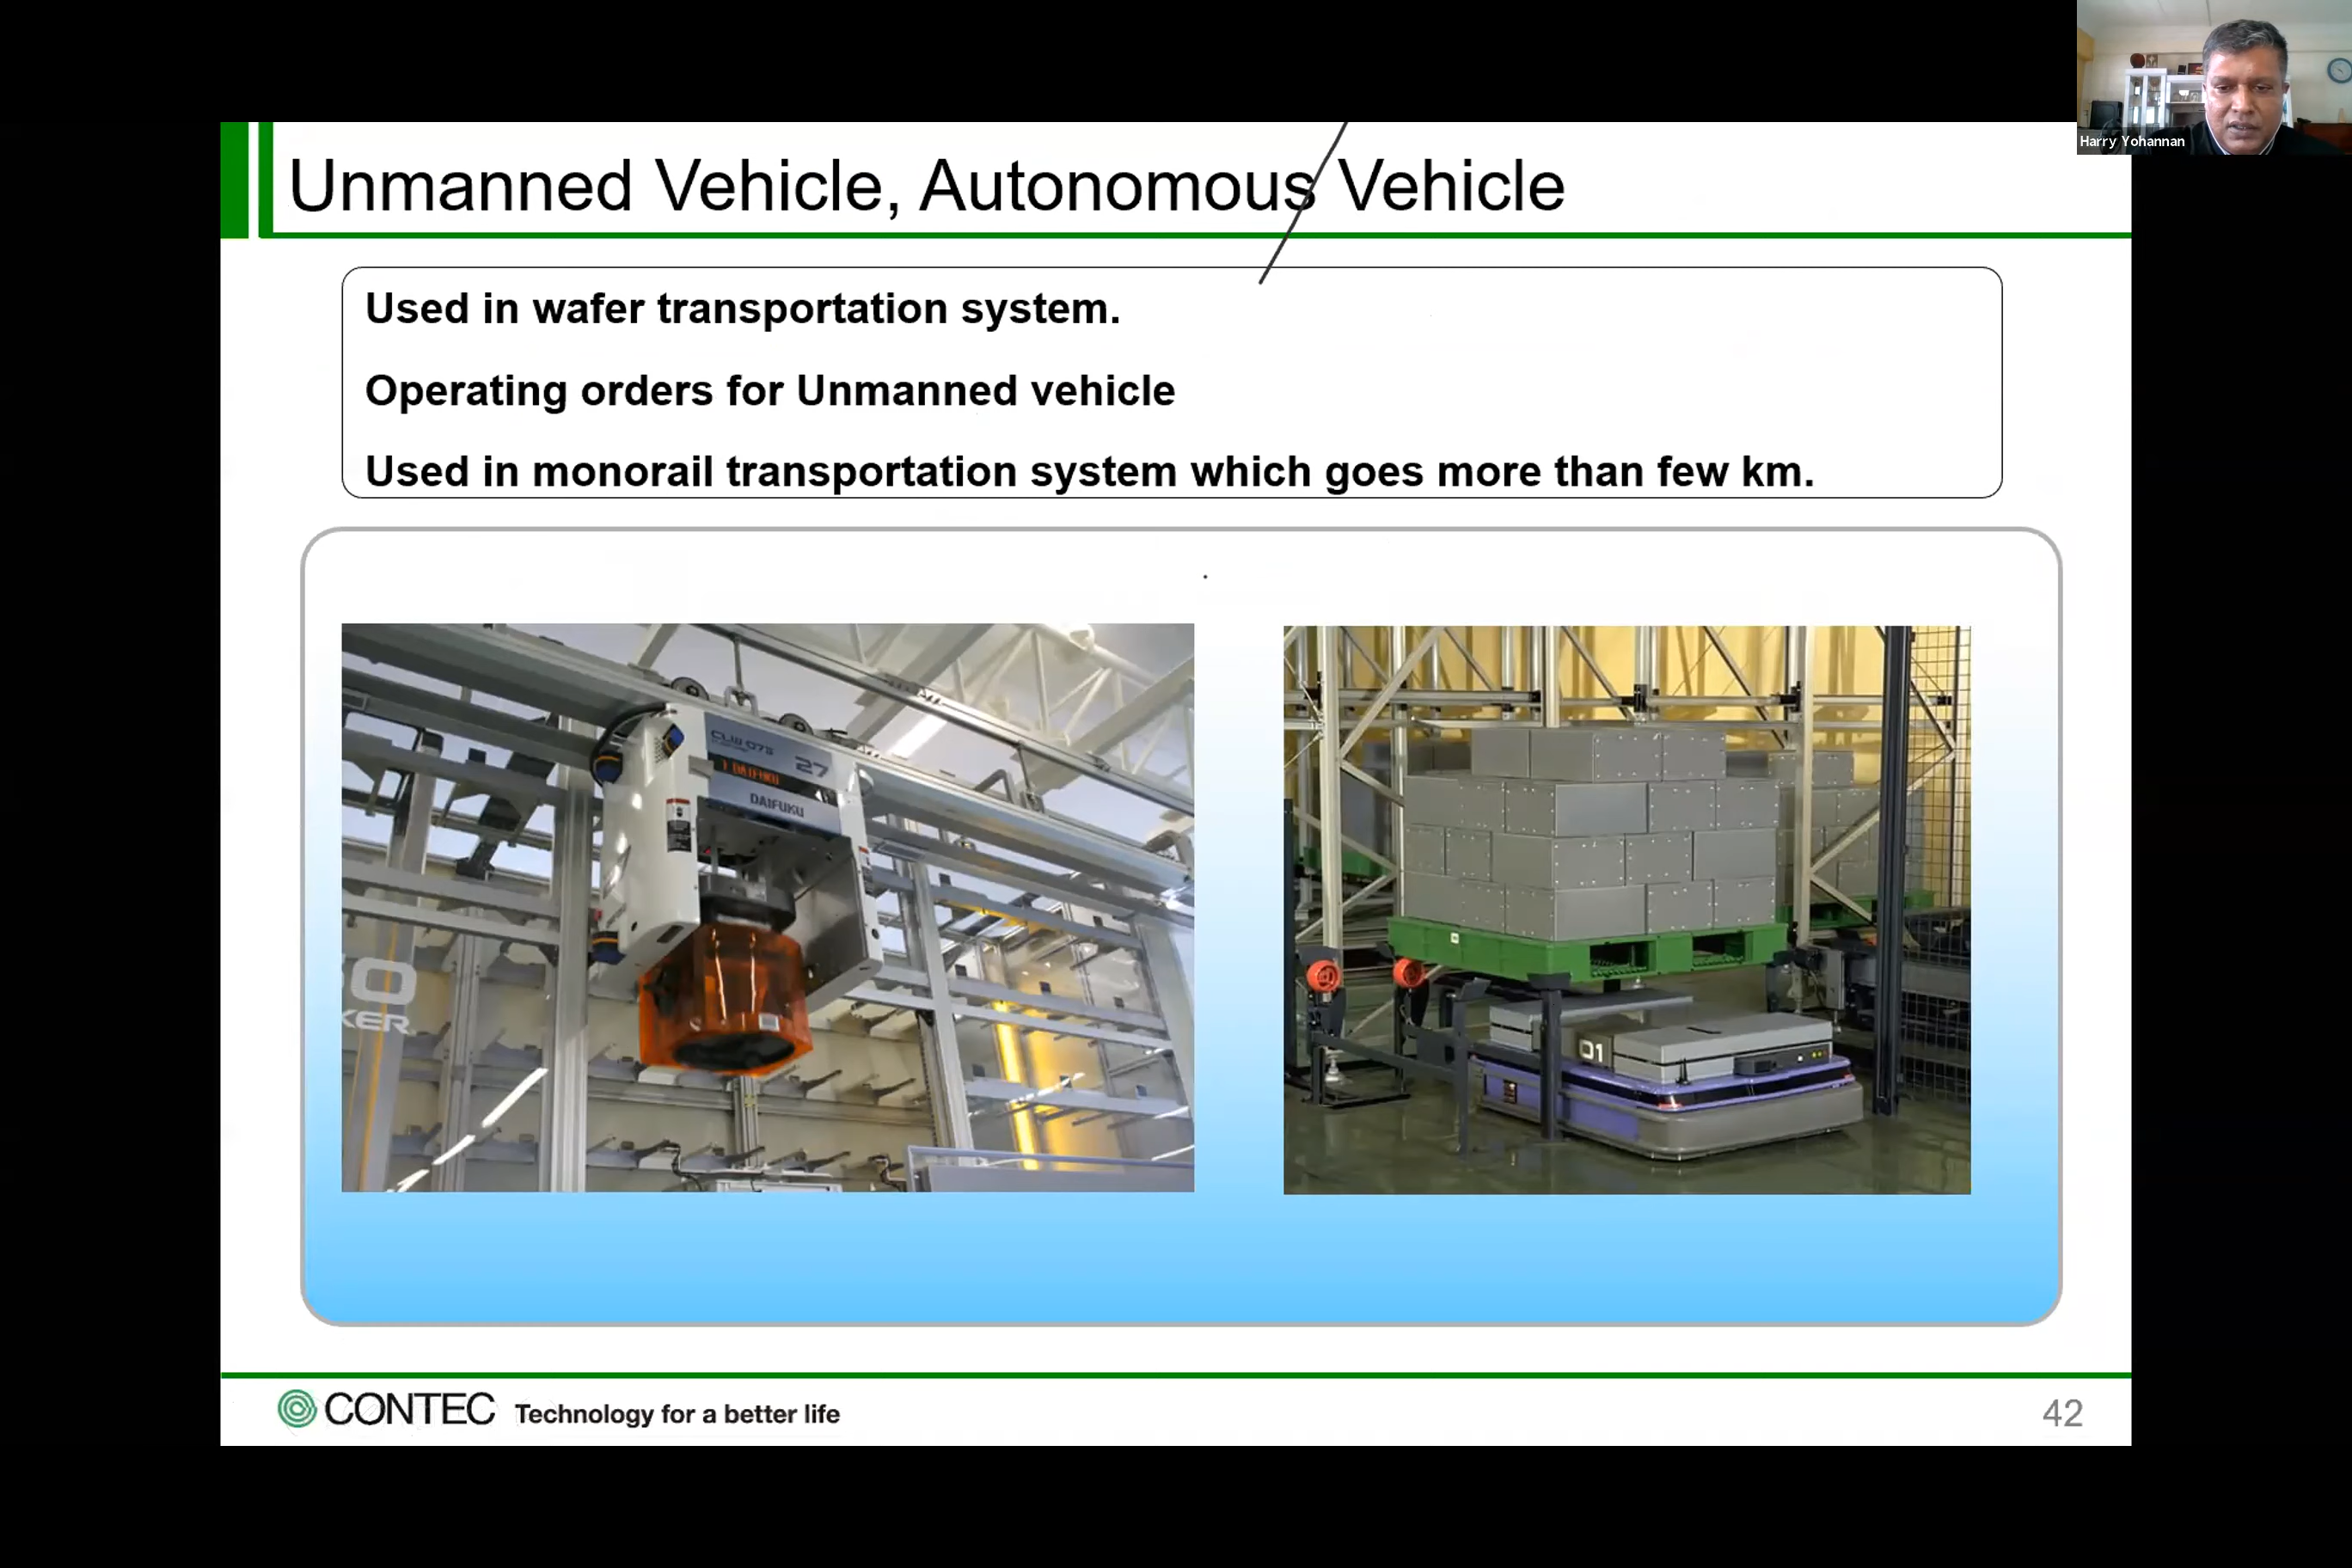 Harry Yohannan
Unmanned Vehicle, Autonomous Vehicle
Used in wafer transportation system.
Operating orders for Unmanned vehicle
Used in monorail transportation system which goes more than few km.
27
DAIFUKU
DAIFUKU
01
CONTEC Technology for a better life
42